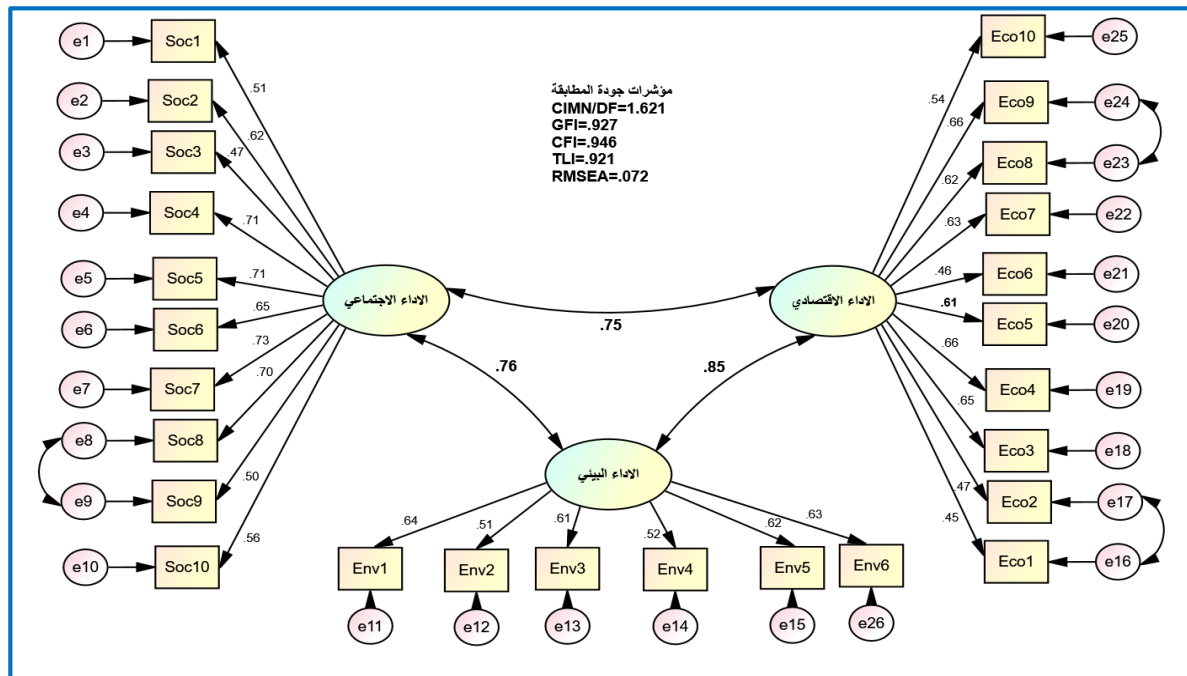 e1
Soc1
.51
e2
Soc2
.62
e3
Soc3
.47
e4
Soc4
.71
e5
Soc5
.71
e6
Soc6
.65
e7
Soc7
.73
e8
Soc8
.70
e9
Soc9
.50
e10
Soc10
.56
مؤشرات جودة المطابقة
CIMN/DF=1.621
GFI=.927
CFI=.946
TLI=.921
RMSEA=.072
الاداء الاجتماعي
.75
الاداء الاقتصادي
.76
.85
الاداء البيئي
Eco10
e25
.54
Eco9
e24
.66
Eco8
e23
.62
Eco7
e22
.63
Eco6
e21
.46
Eco5
e20
.61
Eco4
e19
.66
Eco3
e18
.65
Eco2
e17
.47
Eco1
e16
.45
.64
.51
.61
.52
.62
.63
Env1
Env2
Env3
Env4
Env5
Env6
e11
e12
e13
e14
e15
e26